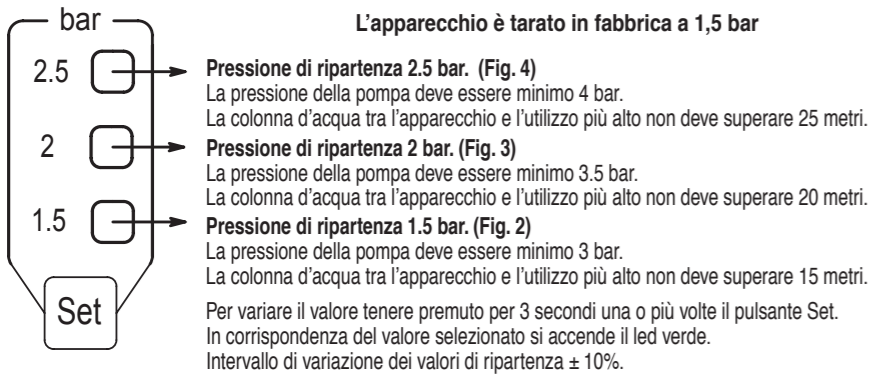 bar
L'apparecchio è tarato in fabbrica a 1,5 bar
2.5
Pressione di ripartenza 2.5 bar. (Fig. 4)
La pressione della pompa deve essere minimo 4 bar.
La colonna d'acqua tra l'apparecchio e l'utilizzo più alto non deve superare 25 metri.
2
Pressione di ripartenza 2 bar. (Fig. 3)
La pressione della pompa deve essere minimo 3.5 bar.
La colonna d'acqua tra l'apparecchio e l'utilizzo più alto non deve superare 20 metri.
1.5
Pressione di ripartenza 1.5 bar. (Fig. 2)
La pressione della pompa deve essere minimo 3 bar.
La colonna d'acqua tra l'apparecchio e l'utilizzo più alto non deve superare 15 metri.
Set
Per variare il valore tenere premuto per 3 secondi una o più volte il pulsante Set.
In corrispondenza del valore selezionato si accende il led verde.
Intervallo di variazione dei valori di ripartenza ± 10%.